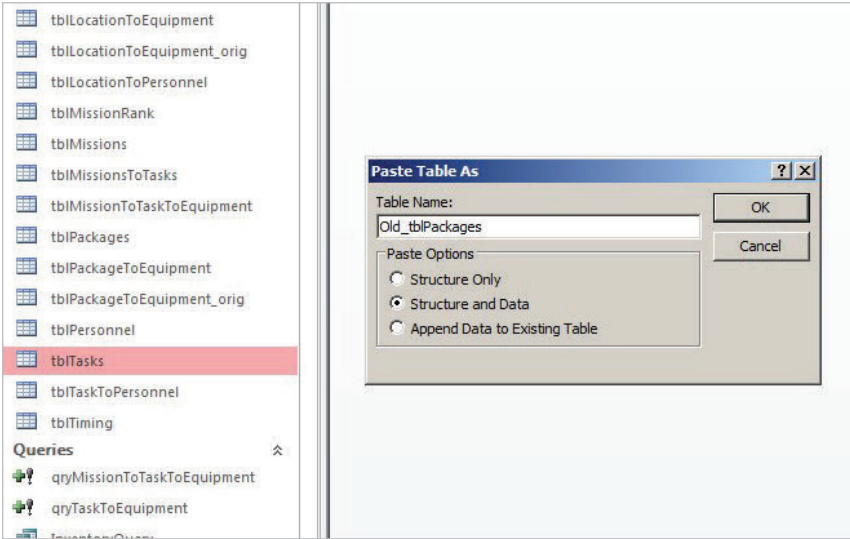 tblLocationToEquipment
tblLocationToEquipment_orig
tblLocationToPersonnel
tblMissionRank
tblMissions
tblMissionsToTasks
tblMissionToTaskToEquipment
tblPackages
tblPackageToEquipment
tblPackageToEquipment_orig
tblPersonnel
tblTasks
tblTaskToPersonnel
tblTiming
Queries
qryMissionToTaskToEquipment
qryTaskToEquipment
InventoryQuery
Paste Table As
Table Name:
Old_tblPackages
Paste Options
Structure Only
Structure and Data
Append Data to Existing Table
OK
Cancel